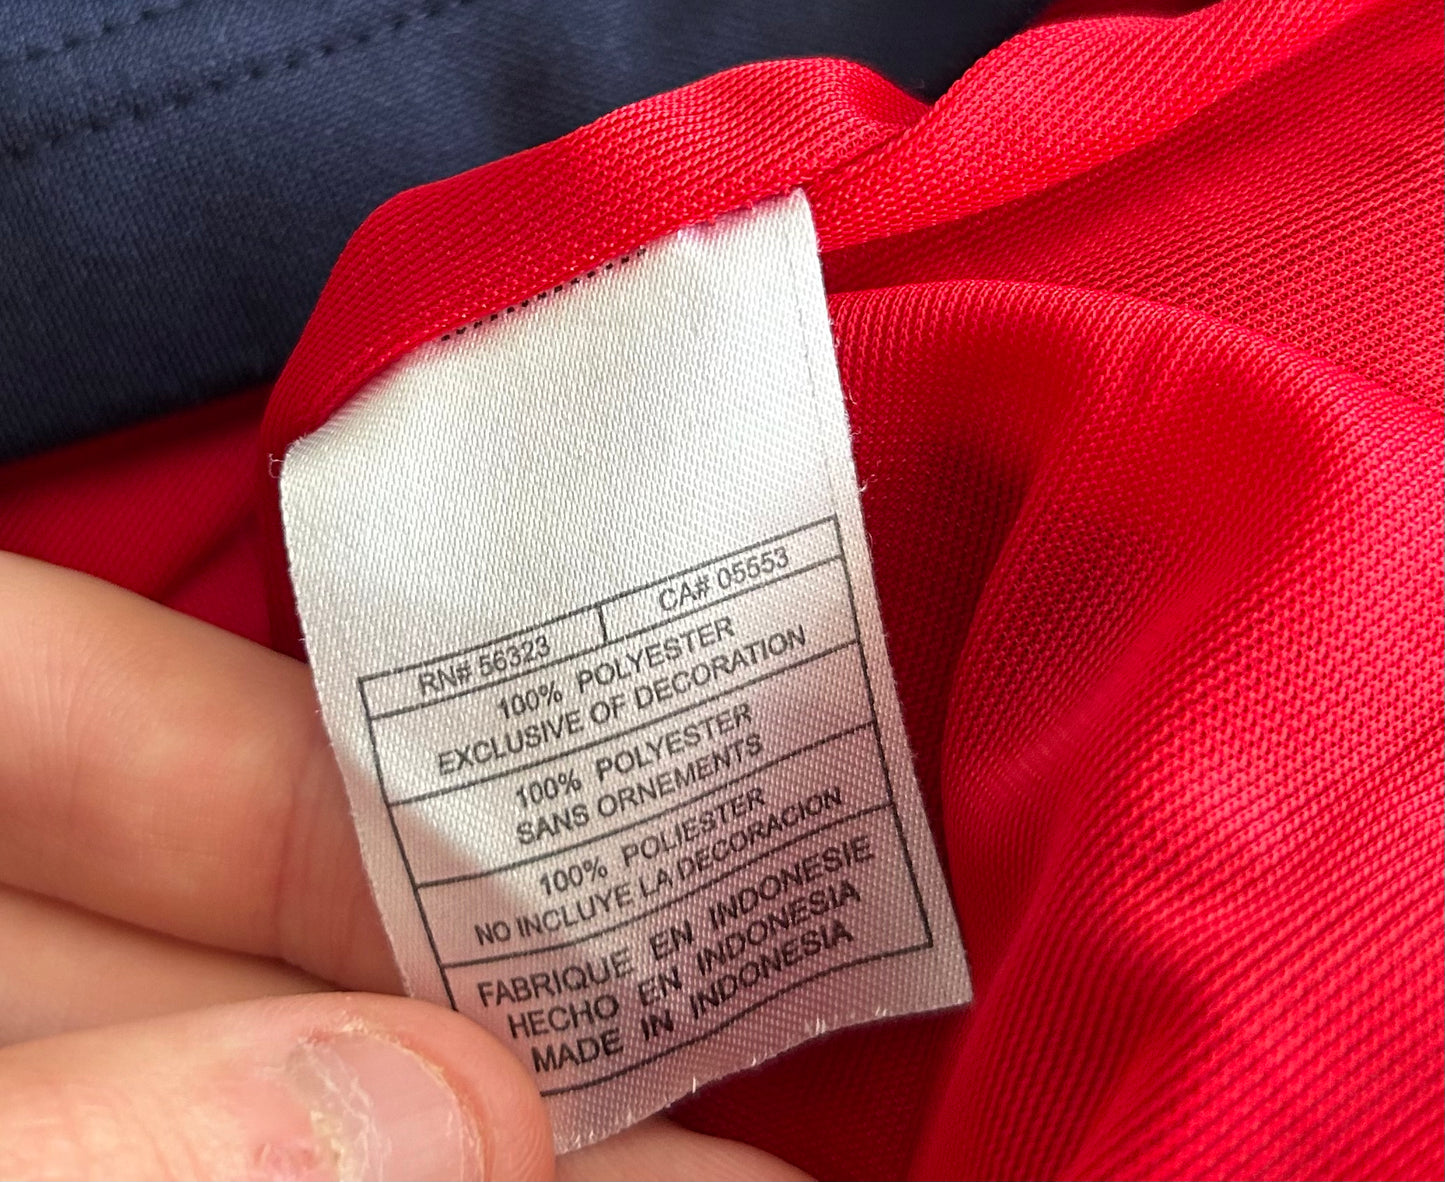 RN# 56323 CA# 05553
100% POLYESTER
EXCLUSIVE OF DECORATION
100% POLYESTER
SANS ORNEMENTS
100% POLIESTER
NO INCLUYE LA DECORACION
FABRIQUE EN INDONESIE
HECHO EN INDONESIA
MADE IN INDONESIA